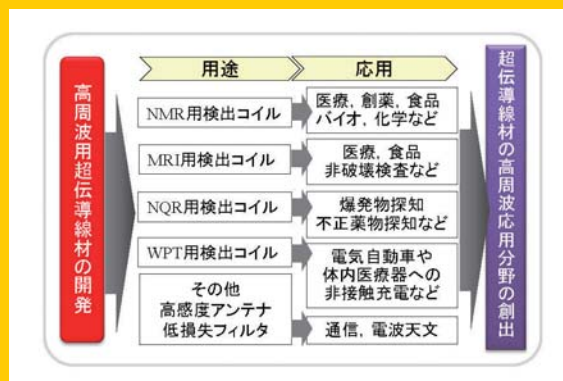 高周波用超伝導線材の開発
用途
応用
NMR用検出コイル
医療, 創薬, 食品
バイオ, 化学など
MRI用検出コイル
医療, 食品
非破壊検査など
NQR用検出コイル
爆発物探知
不正薬物探知など
WPT用検出コイル
電気自動車や
体内医療器への
非接触充電など
その他
高感度アンテナ
低損失フィルタ
通信, 電波天文
超伝導線材の高周波応用分野の創出